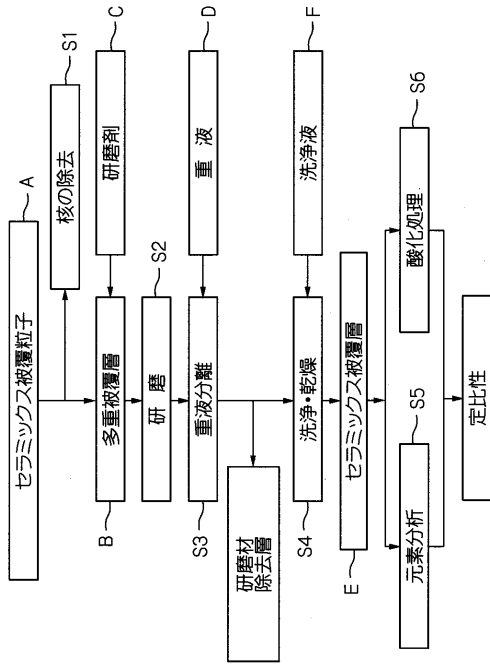 セラミックス被覆粒子
A
核の除去
S1
多重被覆層
B
研磨剤
C
研磨
S2
重液分離
S3
重液
D
研磨材
除去層
洗浄・乾燥
S4
洗浄液
F
セラミックス被覆層
E
元素分析
S5
酸化処理
S6
定比性